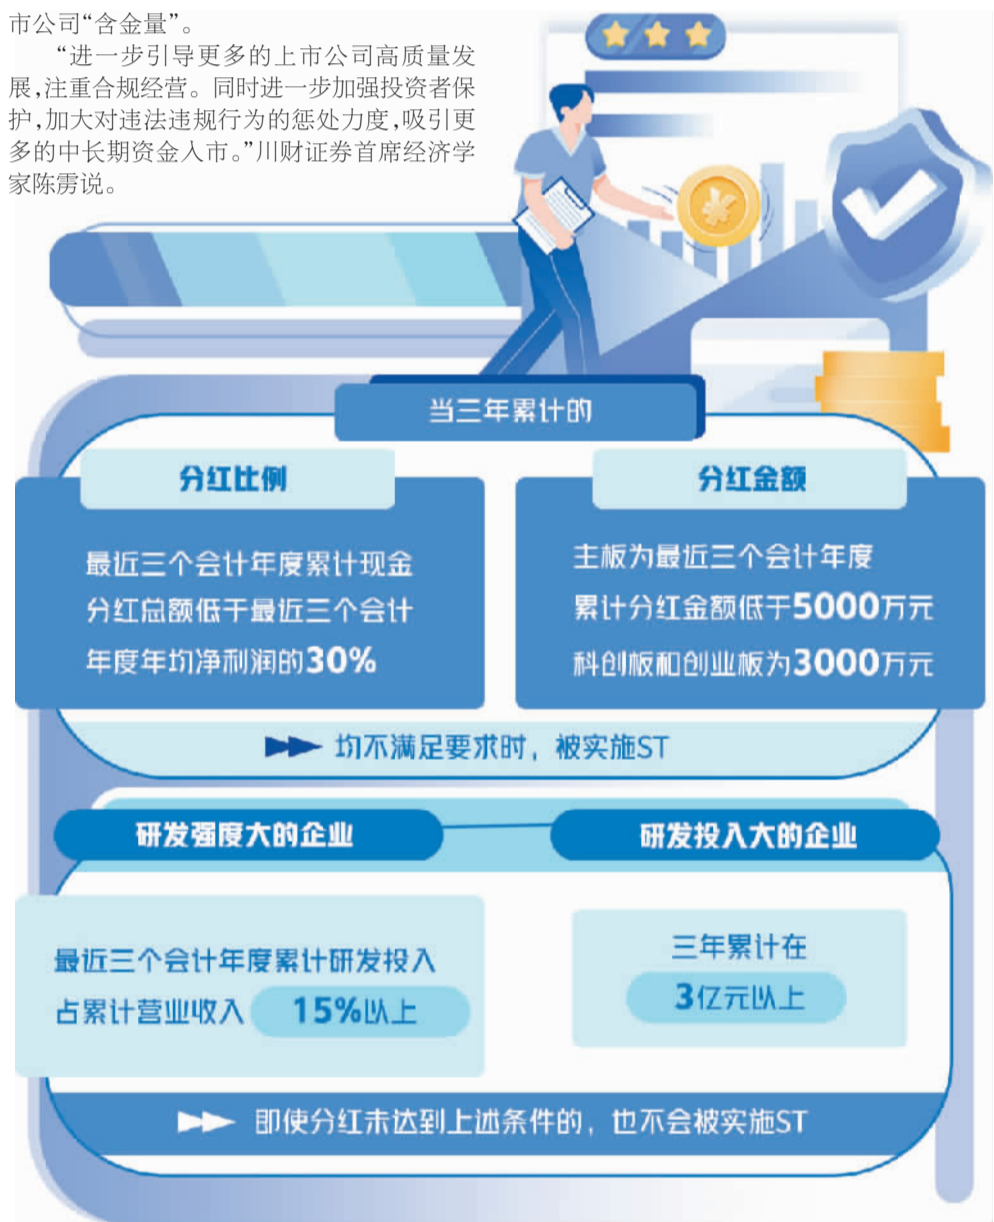 市公司“含金量”。
“进一步引导更多的上市公司高质量发
展,注重合规经营。同时进一步加强投资者保
护,加大对违法违规行为的惩处力度,吸引更
多的中长期资金入市。”川财证券首席经济学
家陈雳说。
¥
当三年累计的
分红比例
最近三个会计年度累计现金
分红总额低于最近三个会计
年度年均净利润的30%
分红金额
主板为最近三个会计年度
累计分红金额低于5000万元
科创板和创业板为3000万元
均不满足要求时，被实施ST
研发强度大的企业
最近三个会计年度累计研发投入
占累计营业收入 15%以上
研发投入大的企业
三年累计在
3亿元以上
即使分红未达到上述条件的，也不会被实施ST